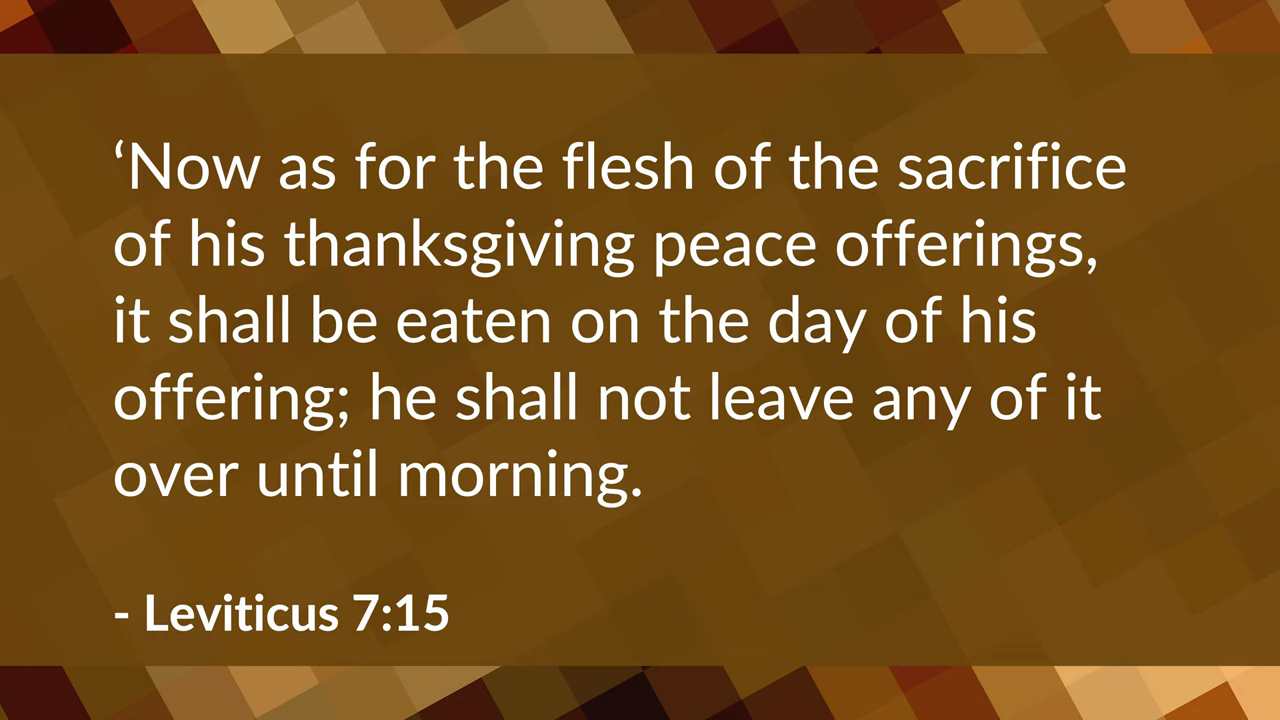 ‘Now as for the flesh of the sacrifice
of his thanksgiving peace offerings,
it shall be eaten on the day of his
offering; he shall not leave any of it
over until morning.
- Leviticus 7:15